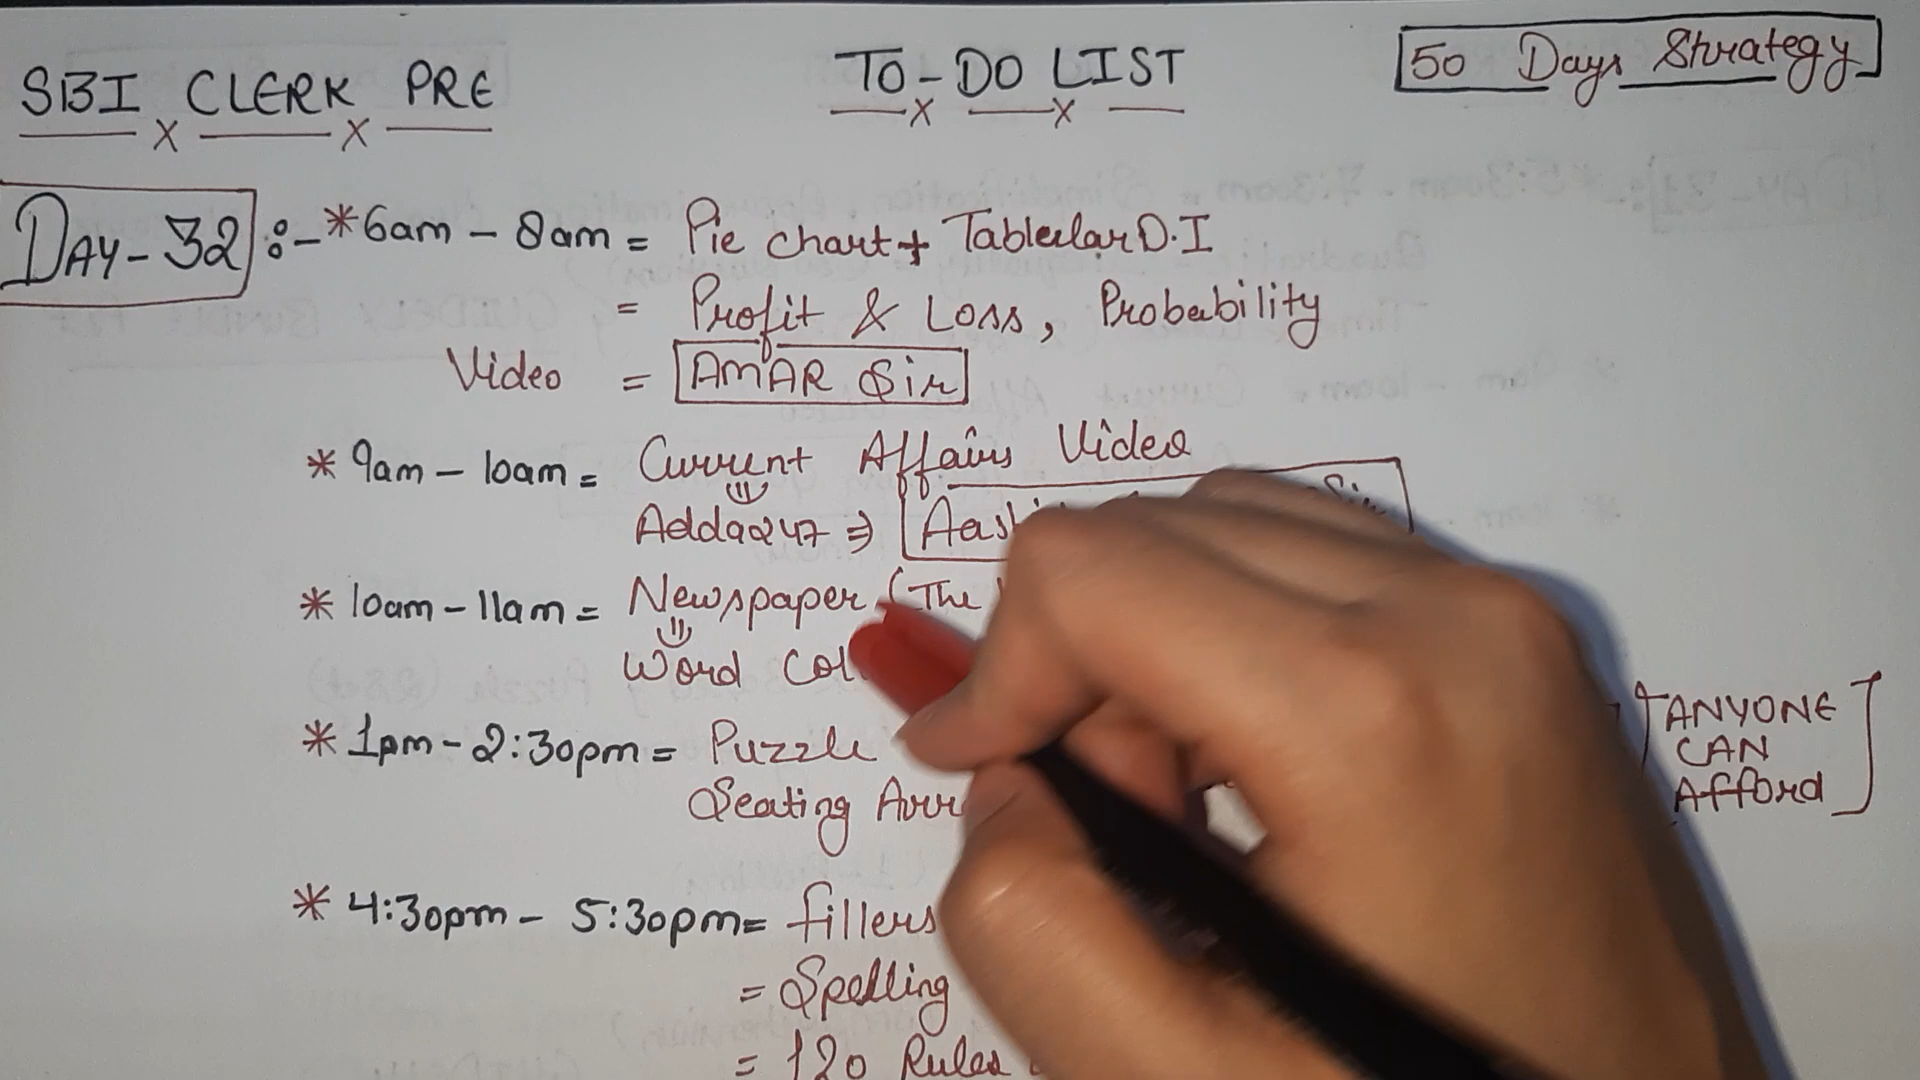 SBI CLERK PRE
TO-DO LIST
50 Days Strategy
DAY-32 :- *6am - 8am = Pie chart + Tabular D.I
= Profit & Loss, Probability
Video = AMAR Sir
* 9am - 10am = Current Affairs Video
Adda247 ⇒
* 10am - 11am = Newspaper (The
Word
* 1pm - 2:30pm = Puzzle
Seating
ANYONE
CAN
Afford
* 4:30pm - 5:30pm = fillers
= Spelling
= 120 Rules